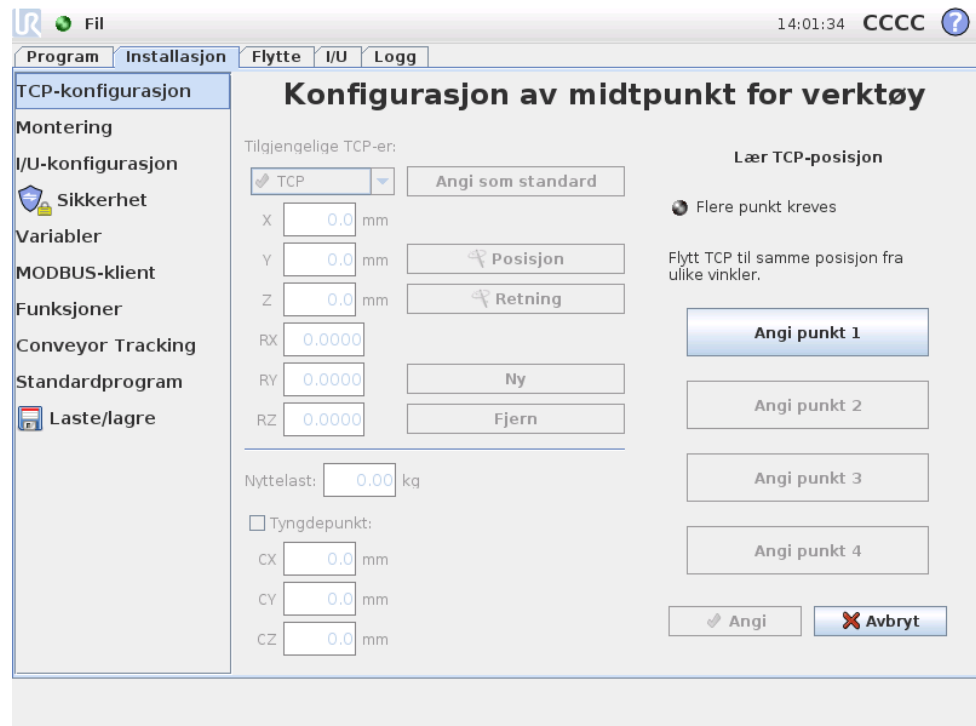 UR Fil 14:01:34 CCCC ?
Program Installasjon Flytte I/U Logg
TCP-konfigurasjon
Montering
I/U-konfigurasjon
Sikkerhet
Variabler
MODBUS-klient
Funksjoner
Conveyor Tracking
Standardprogram
Laste/lagre
Konfigurasjon av midtpunkt for verktøy
Tilgjengelige TCP-er:
TCP Angi som standard
X 0.0 mm
Y 0.0 mm Posisjon
Z 0.0 mm Retning
RX 0.0000
RY 0.0000 Ny
RZ 0.0000 Fjern
Nyttelast: 0.00 kg
Tyngdepunkt:
CX 0.0 mm
CY 0.0 mm
CZ 0.0 mm
Lær TCP-posisjon
Flere punkt kreves
Flytt TCP til samme posisjon fra
ulike vinkler.
Angi punkt 1
Angi punkt 2
Angi punkt 3
Angi punkt 4
Angi Avbryt